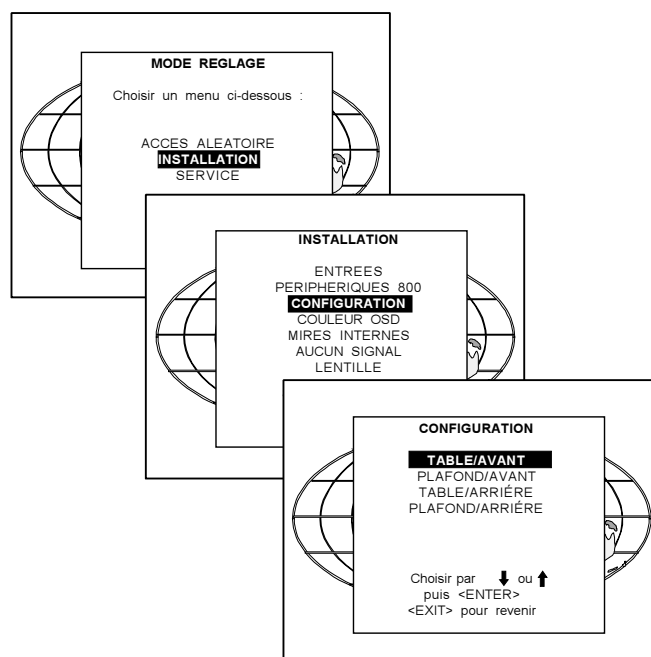 MODE REGLAGE
Choisir un menu ci-dessous :
ACCES ALEATOIRE
INSTALLATION
SERVICE
INSTALLATION
ENTREES
PERIPHERIQUES 800
CONFIGURATION
COULEUR OSD
MIRES INTERNES
AUCUN SIGNAL
LENTILLE
CONFIGURATION
TABLE/AVANT
PLAFOND/AVANT
TABLE/ARRIÉRE
PLAFOND/ARRIÉRE
Choisir par ⬇ ou ⬆
puis <ENTER>
<EXIT> pour revenir